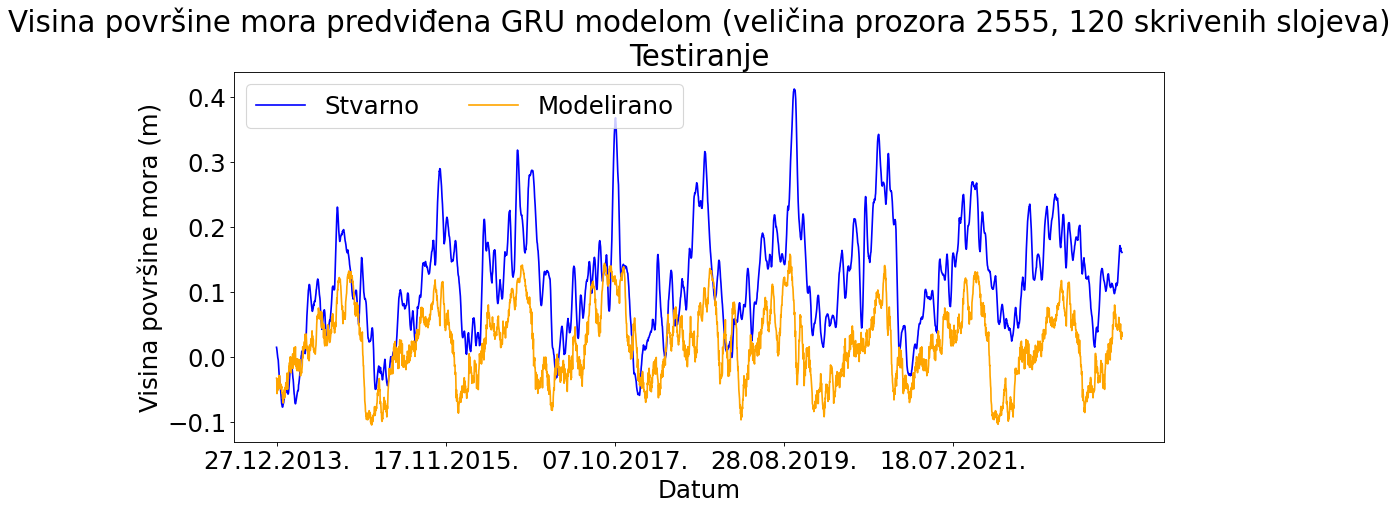 Visina površine mora predviđena GRU modelom (veličina prozora 2555, 120 skrivenih slojeva)
Testiranje
Stvarno Modelirano
Visina površine mora (m)
0.4
0.3
0.2
0.1
0.0
−0.1
27.12.2013. 17.11.2015. 07.10.2017. 28.08.2019. 18.07.2021.
Datum